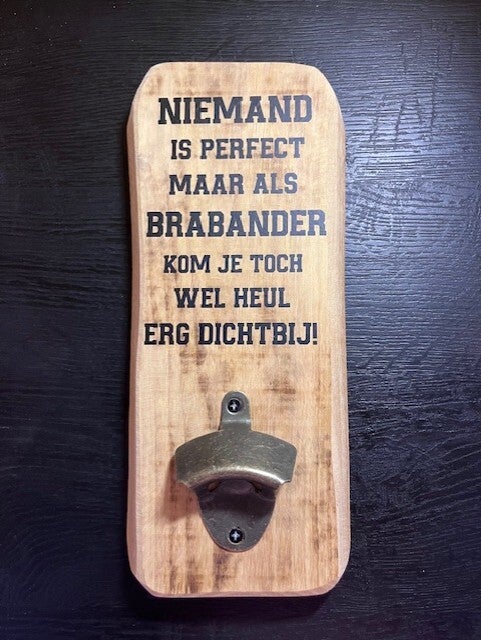 NIEMAND
IS PERFECT
MAAR ALS
BRABANDER
KOM JE TOCH
WEL HEUL
ERG DICHTBIJ!